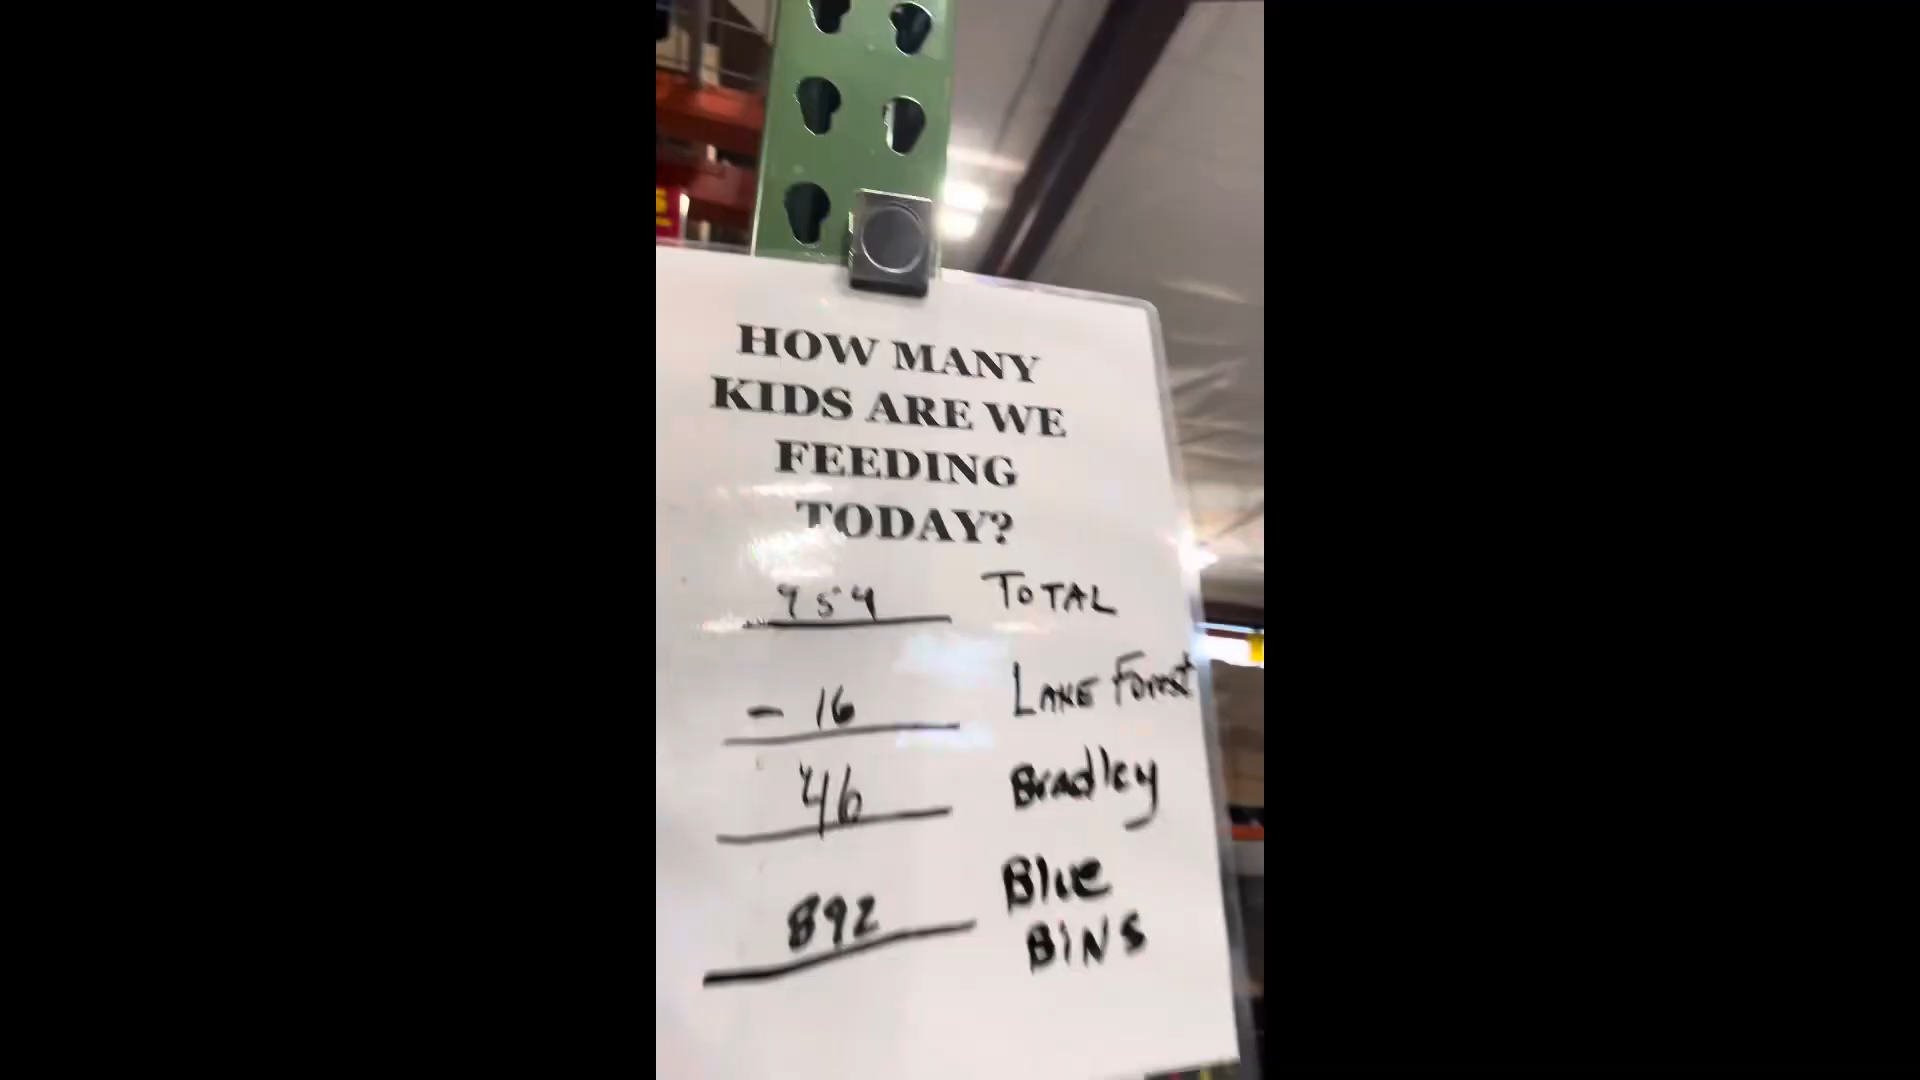 HOW MANY
KIDS ARE WE
FEEDING
TODAY?
954 TOTAL
- 16 LAKE Forest
46 Bradley
892 Blue
BINS